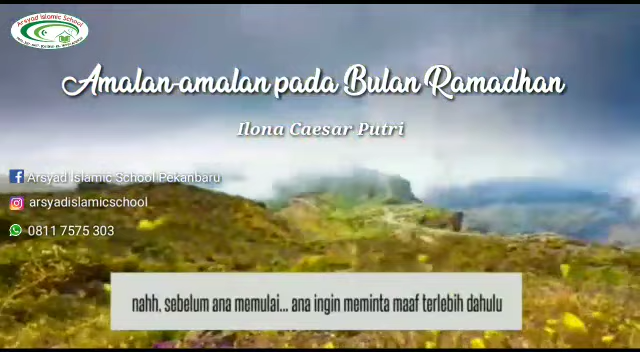 Arsyad Islamic School
Amalan-amalan pada Bulan Ramadhan
Ilona Caesar Putri
Arsyad Islamic School Pekanbaru
arsyadislamicschool
0811 7575 303
nahh, sebelum ana memulai... ana ingin meminta maaf terlebih dahulu